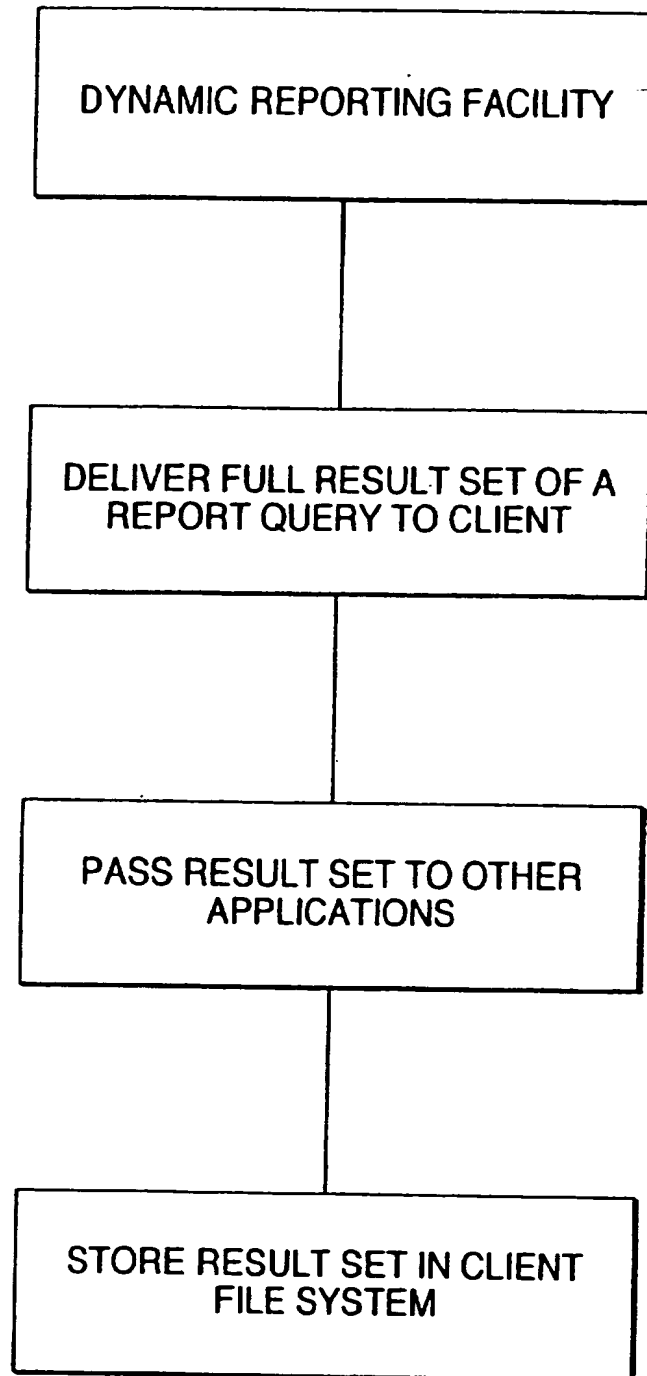 DYNAMIC REPORTING FACILITY
DELIVER FULL RESULT SET OF A
REPORT QUERY TO CLIENT
PASS RESULT SET TO OTHER
APPLICATIONS
STORE RESULT SET IN CLIENT
FILE SYSTEM